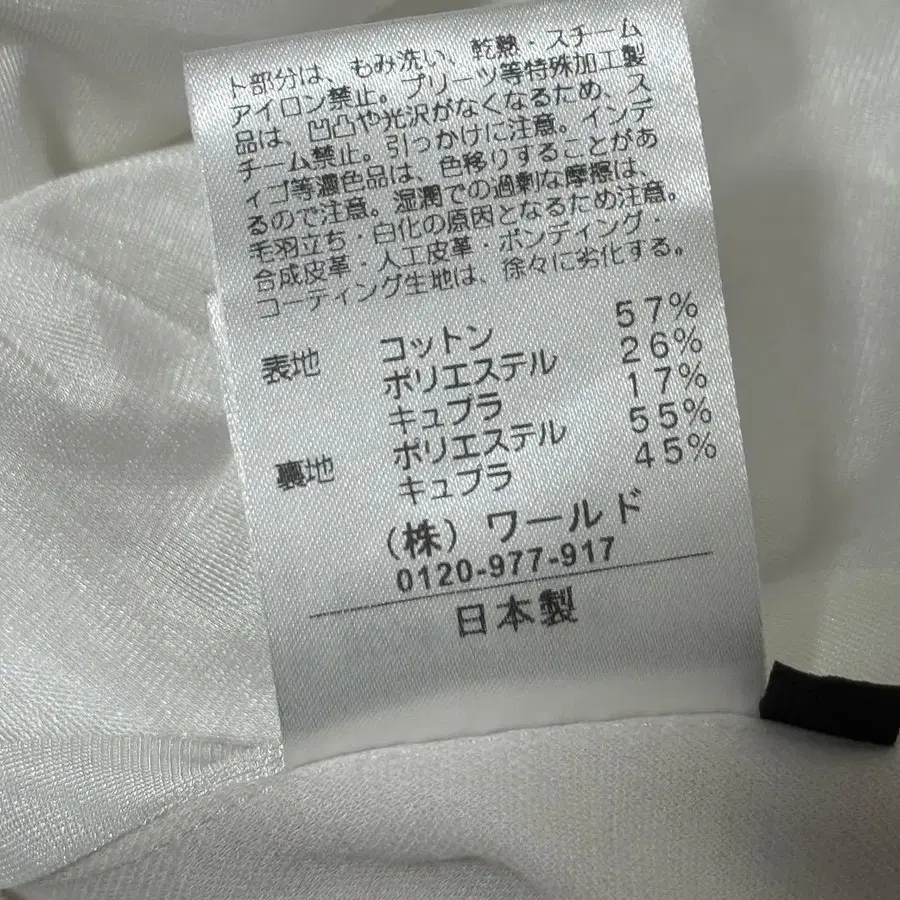 ト部分は、もみ洗い、乾熱・スチーム
アイロン禁止。プリーツ等特殊加工製
品は、凹凸や光沢がなくなるため、ス
チーム禁止。引っかけに注意。インデ
ィゴ等濃色品は、色移りすることがあ
るので注意。湿潤での過剰な摩擦は、
毛羽立ち・白化の原因となるため注意。
合成皮革・人工皮革・ボンディング・
コーティング生地は、徐々に劣化する。
表地 コットン 57%
ポリエステル 26%
キュプラ 17%
裏地 ポリエステル 55%
キュプラ 45%
(株) ワールド
0120-977-917
日本製